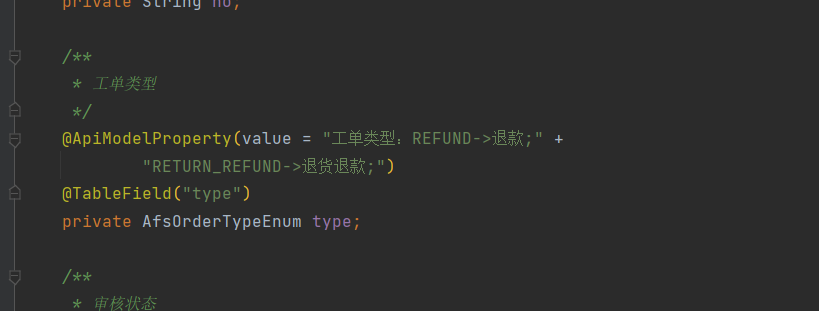 private String no;
/**
* 工单类型
*/
@ApiModelProperty(value = "工单类型：REFUND->退款;" +
"RETURN_REFUND->退货退款;")
@TableField("type")
private AfsOrderTypeEnum type;
/**
* 审核状态